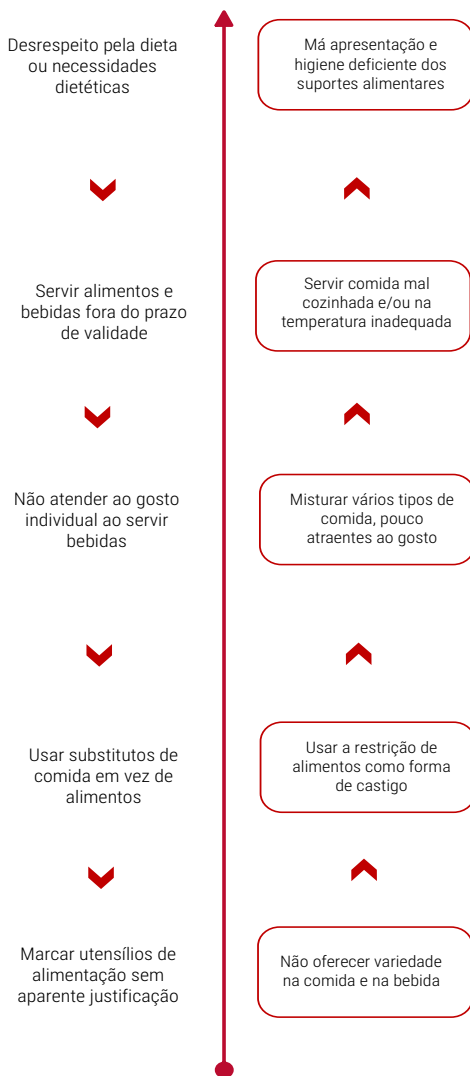 Desrespeito pela dieta
ou necessidades
dietéticas
Servir alimentos e
bebidas fora do prazo
de validade
Não atender ao gosto
individual ao servir
bebidas
Usar substitutos de
comida em vez de
alimentos
Marcar utensílios de
alimentação sem
aparente justificação
Má apresentação e
higiene deficiente dos
suportes alimentares
Servir comida mal
cozinhada e/ou na
temperatura inadequada
Misturar vários tipos de
comida, pouco
atraentes ao gosto
Usar a restrição de
alimentos como forma
de castigo
Não oferecer variedade
na comida e na bebida